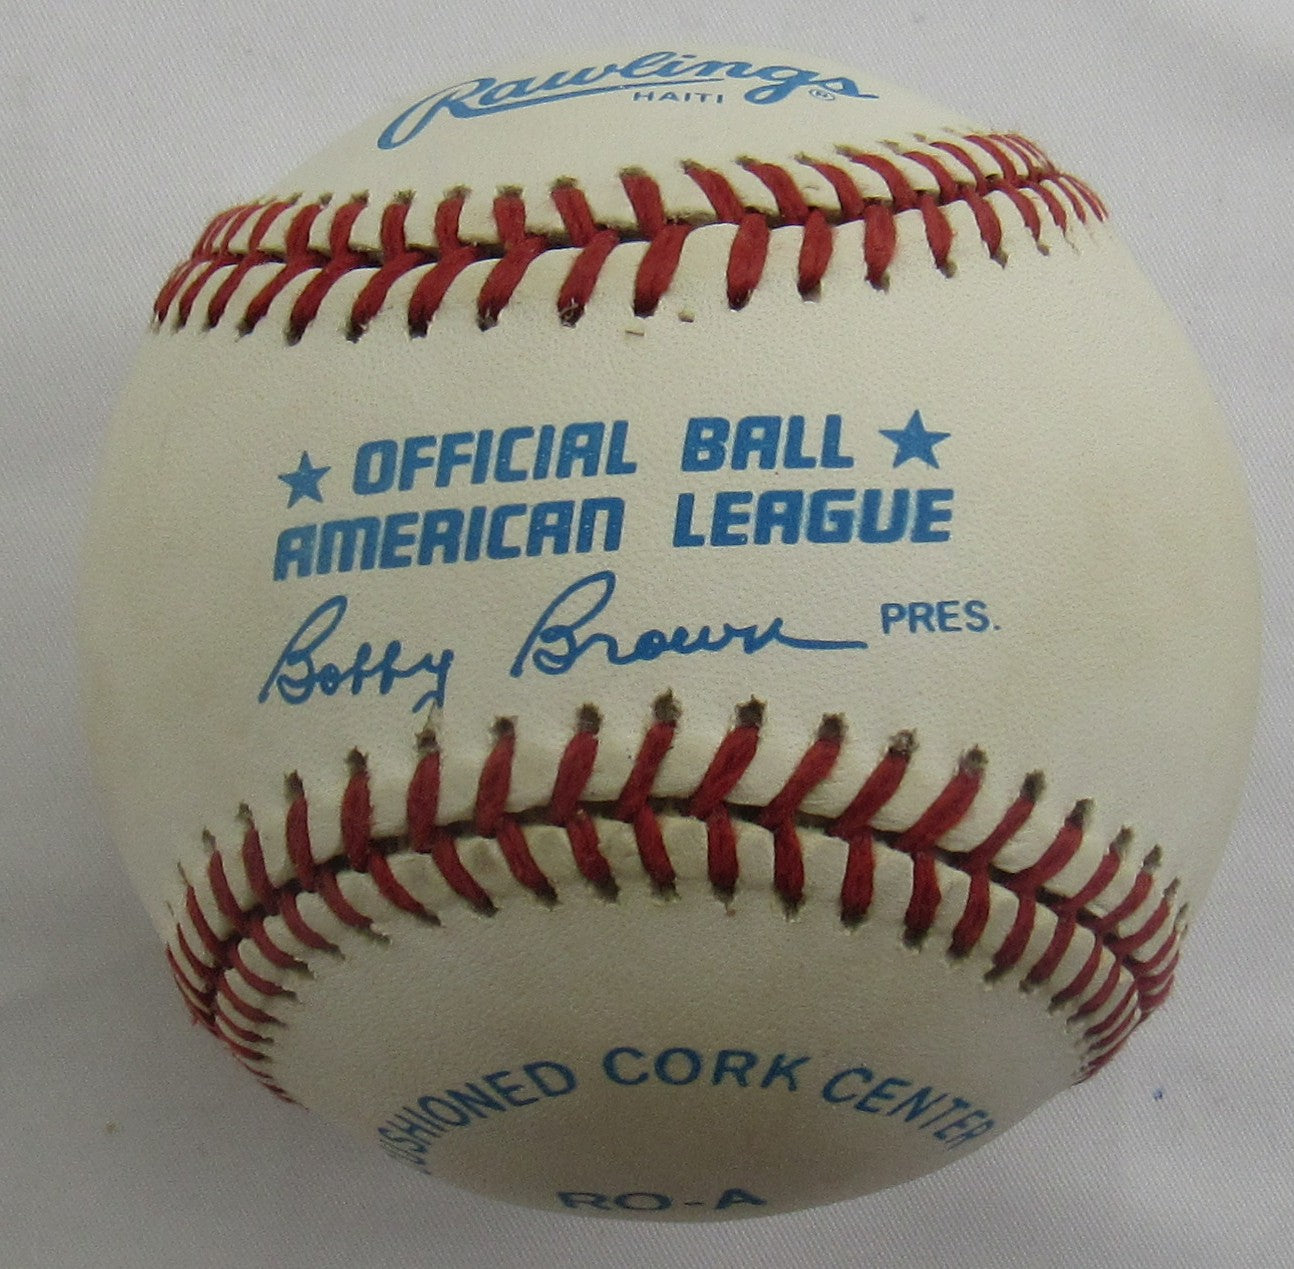 Rawlings ®
HAITI
★ OFFICIAL BALL ★
AMERICAN LEAGUE
Bobby Brown PRES.
CUSHIONED CORK CENTER
RO-A